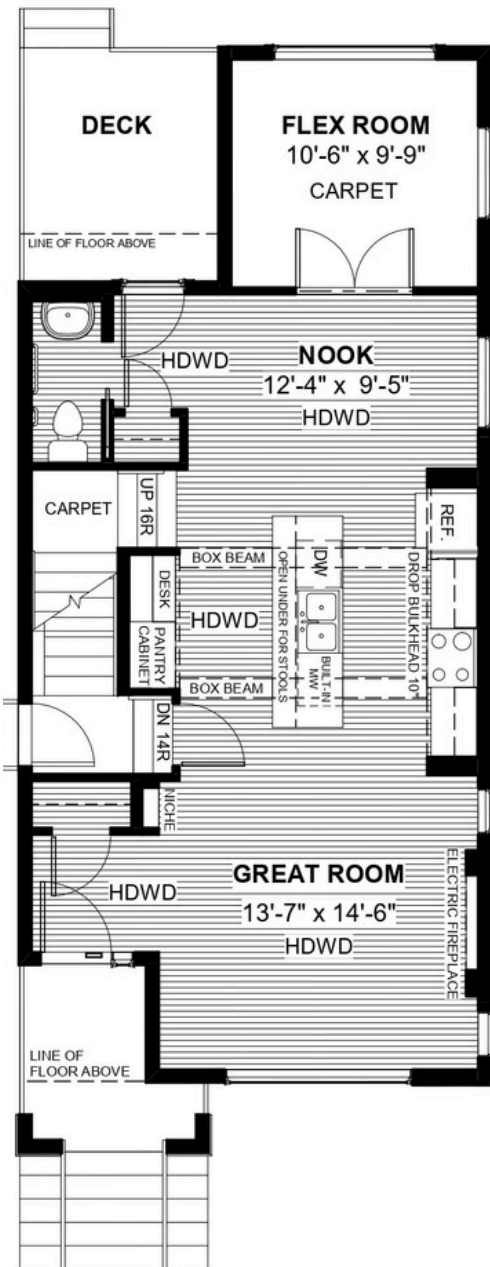 DECK
FLEX ROOM
10'-6" x 9'-9"
CARPET
LINE OF FLOOR ABOVE
HDWD
NOOK
12'-4" x 9'-5"
HDWD
CARPET
UP 16R
REF.
BOX BEAM
DW
OPEN UNDER FOR STOOLS
DROP BULKHEAD 10"
DESK
HDWD
PANTRY
CABINET
BUILT-IN
MW
BOX BEAM
DN 14R
NICHE
GREAT ROOM
13'-7" x 14'-6"
HDWD
HDWD
ELECTRIC FIREPLACE
LINE OF
FLOOR ABOVE